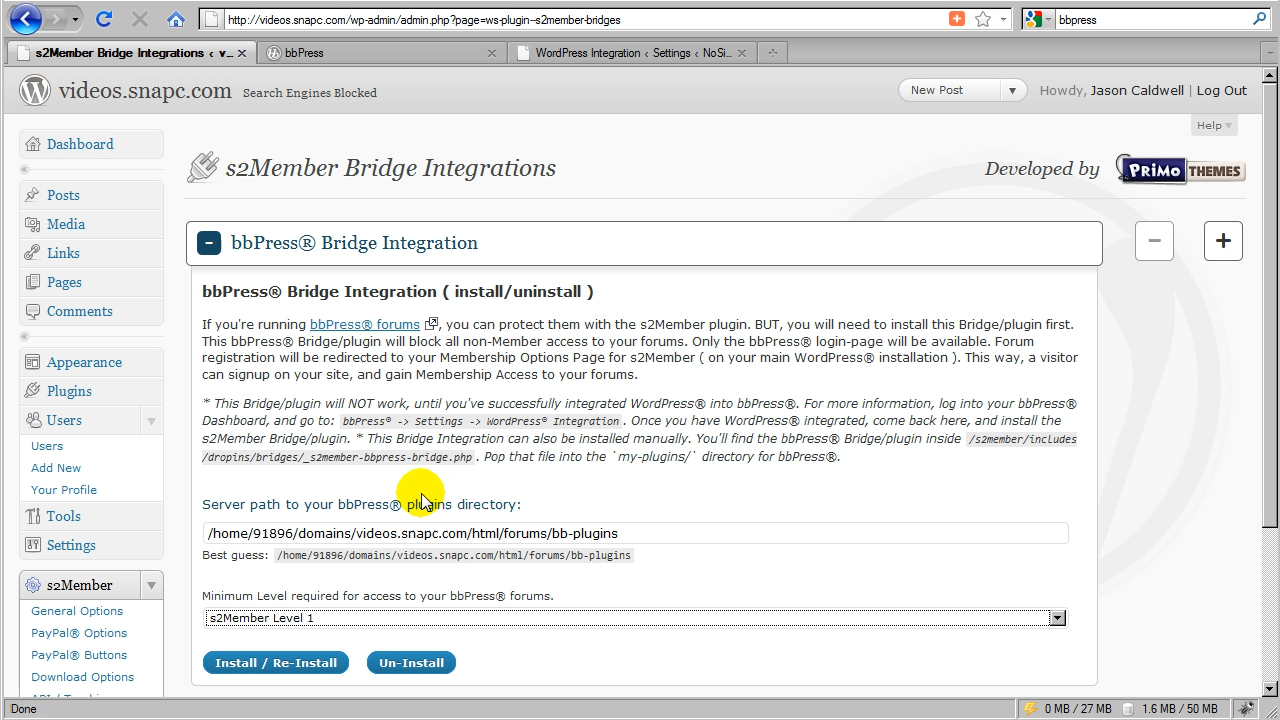 http://videos.snapc.com/wp-admin/admin.php?page=ws-plugin--s2member-bridges
bbpress
s2Member Bridge Integrations ‹ v...
bbPress
WordPress Integration ‹ Settings ‹ NoSi...
videos.snapc.com
Search Engines Blocked
New Post
Howdy, Jason Caldwell | Log Out
Help
Dashboard
Posts
Media
Links
Pages
Comments
Appearance
Plugins
Users
Users
Add New
Your Profile
Tools
Settings
s2Member
General Options
PayPal® Options
PayPal® Buttons
Download Options
s2Member Bridge Integrations
Developed by PRiMo THEMES
bbPress® Bridge Integration
bbPress® Bridge Integration ( install/uninstall )
If you're running bbPress® forums , you can protect them with the s2Member plugin. BUT, you will need to install this Bridge/plugin first.
This bbPress® Bridge/plugin will block all non-Member access to your forums. Only the bbPress® login-page will be available. Forum
registration will be redirected to your Membership Options Page for s2Member ( on your main WordPress® installation ). This way, a visitor
can signup on your site, and gain Membership Access to your forums.
* This Bridge/plugin will NOT work, until you've successfully integrated WordPress® into bbPress®. For more information, log into your bbPress®
Dashboard, and go to: bbPress® -> Settings -> WordPress® Integration . Once you have WordPress® integrated, come back here, and install the
s2Member Bridge/plugin. * This Bridge Integration can also be installed manually. You'll find the bbPress® Bridge/plugin inside /s2member/includes
/dropins/bridges/_s2member-bbpress-bridge.php . Pop that file into the `my-plugins/` directory for bbPress®.
Server path to your bbPress® plugins directory:
/home/91896/domains/videos.snapc.com/html/forums/bb-plugins
Best guess: /home/91896/domains/videos.snapc.com/html/forums/bb-plugins
Minimum Level required for access to your bbPress® forums.
s2Member Level 1
Install / Re-Install
Un-Install
Done
0 MB / 27 MB
1.6 MB / 50 MB